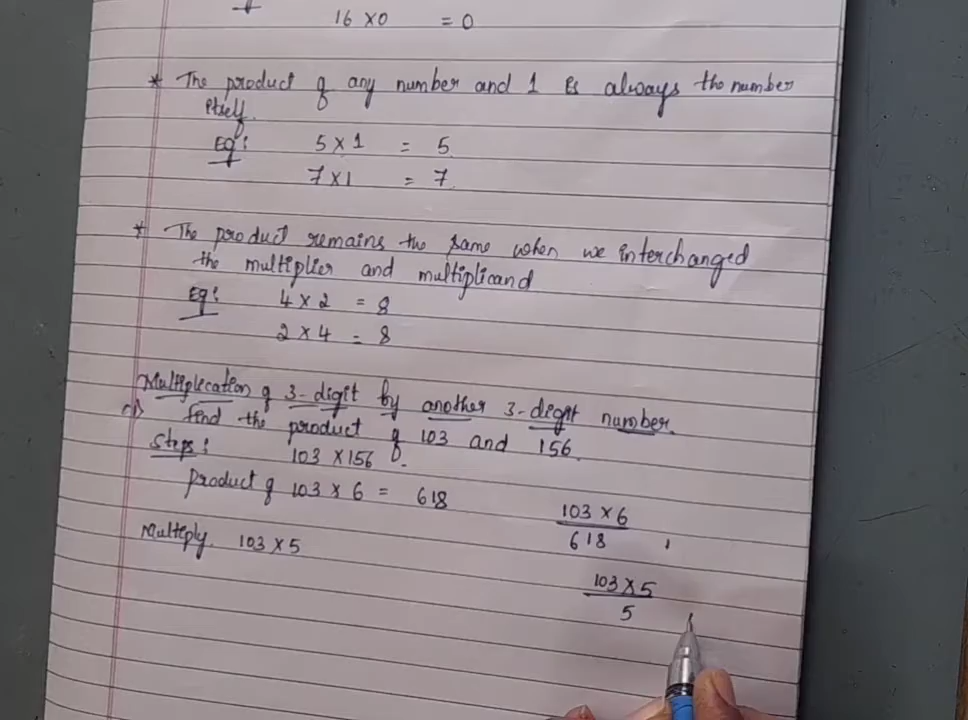 16 × 0 = 0
* The product of any number and 1 is always the number
itself.
Eg: 5 × 1 = 5
7 × 1 = 7
* The product remains the same when we interchanged
the multiplier and multiplicand
Eg: 4 × 2 = 8
2 × 4 = 8
Multiplication of 3-digit by another 3-digit number.
1) find the product of 103 and 156.
Steps: 103 × 156.
product of 103 × 6 = 618
103 × 6
618
Multiply. 103 × 5
103 × 5
5